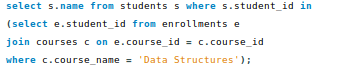 select s.name from students s where s.student_id in
(select e.student_id from enrollments e
join courses c on e.course_id = c.course_id
where c.course_name = 'Data Structures');